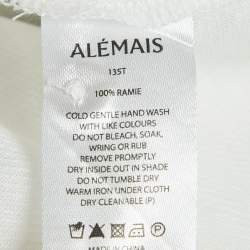 ALÉMAIS
135T
100% RAMIE
COLD GENTLE HAND WASH
WITH LIKE COLOURS
DO NOT BLEACH, SOAK,
WRING OR RUB
REMOVE PROMPTLY
DRY INSIDE OUT IN SHADE
DO NOT TUMBLE DRY
WARM IRON UNDER CLOTH
DRY CLEANABLE (P)
MADE IN CHINA